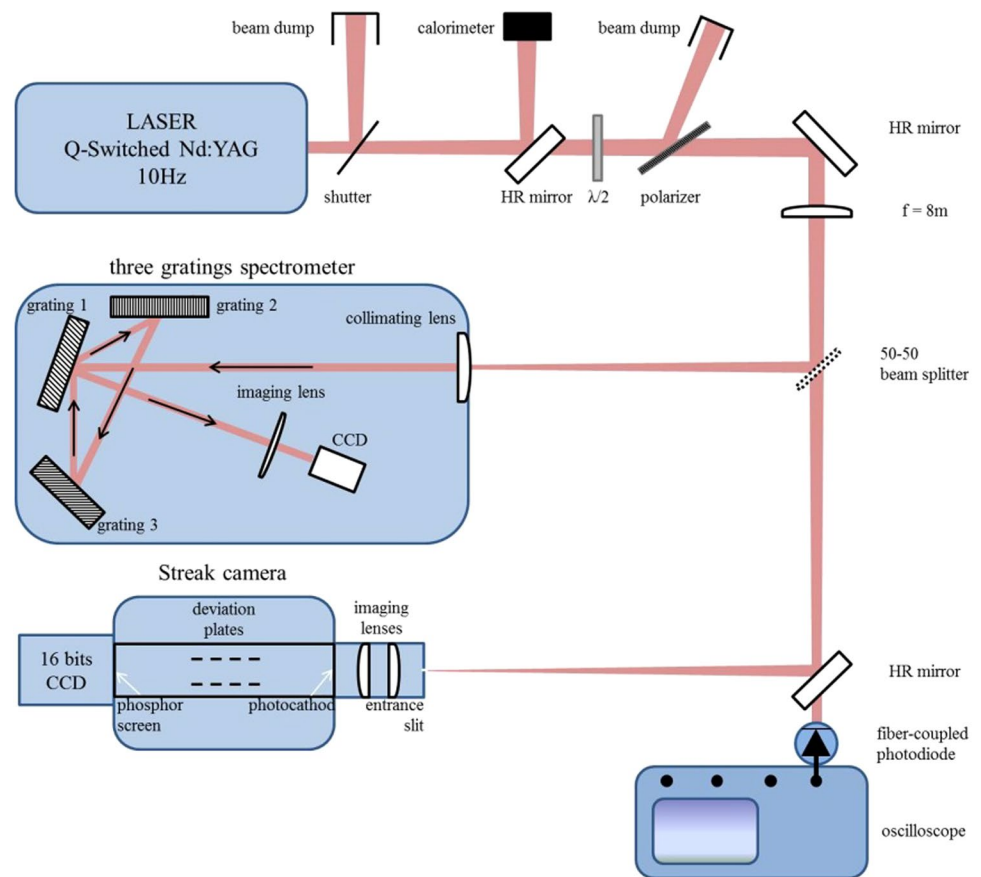 beam dump
calorimeter
beam dump
LASER
Q-Switched Nd:YAG
10Hz
HR mirror
shutter
HR mirror
λ/2
polarizer
f = 8m
three gratings spectrometer
grating 1
grating 2
collimating lens
50-50
beam splitter
imaging lens
CCD
grating 3
Streak camera
deviation
plates
imaging
lenses
16 bits
CCD
HR mirror
phosphor
screen
photocathod
entrance
slit
fiber-coupled
photodiode
oscilloscope